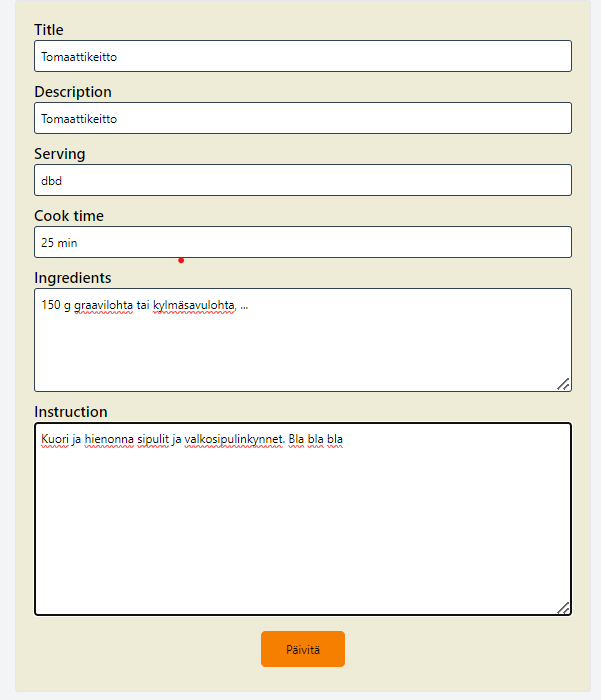 Title
Tomaattikeitto
Description
Tomaattikeitto
Serving
dbd
Cook time
25 min
Ingredients
150 g graavilohta tai kylmäsavulohta, ...
Instruction
Kuori ja hienonna sipulit ja valkosipulinkynnet. Bla bla bla
Päivitä